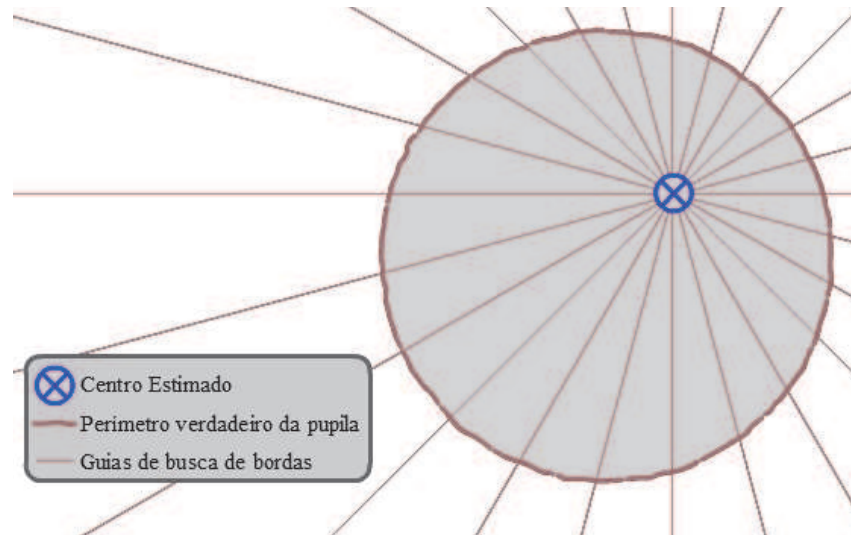 Centro Estimado
Perímetro verdadeiro da pupila
Guias de busca de bordas